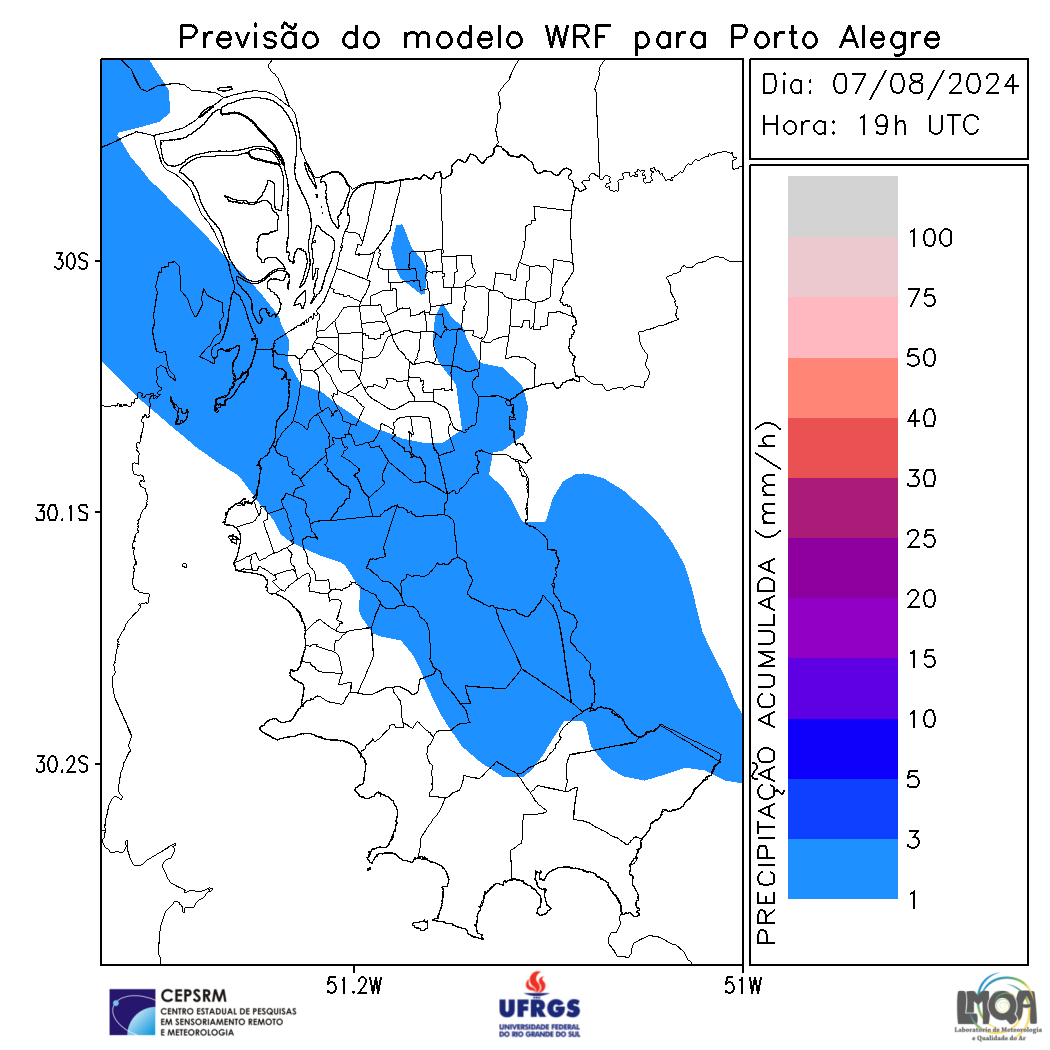 Previsão do modelo WRF para Porto Alegre
Dia: 07/08/2024
Hora: 19h UTC
PRECIPITAÇÃO ACUMULADA (mm/h)
100
75
50
40
30
25
20
15
10
5
3
1
30S
30.1S
30.2S
51.2W
51W
CEPSRM
CENTRO ESTADUAL DE PESQUISAS
EM SENSORIAMENTO REMOTO
E METEOROLOGIA
UFRGS
UNIVERSIDADE FEDERAL
DO RIO GRANDE DO SUL
LMQA
Laboratório de Meteorologia
e Qualidade do Ar